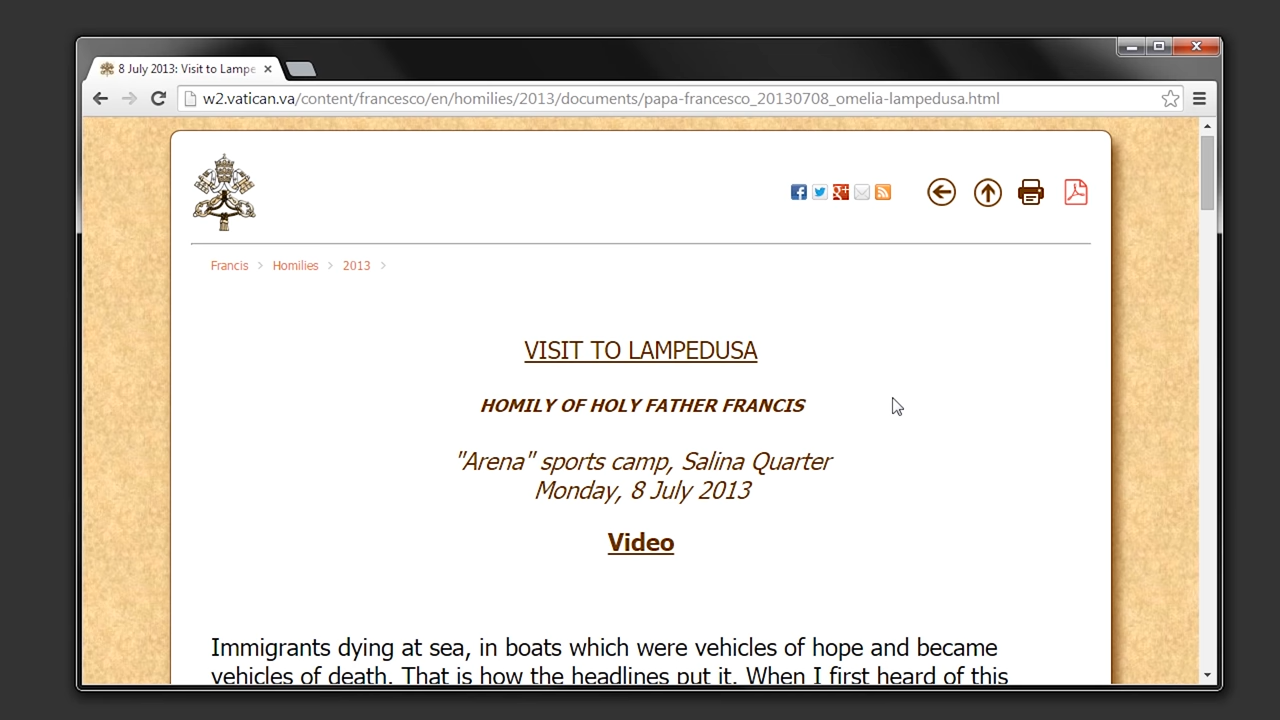 8 July 2013: Visit to Lampe
w2.vatican.va/content/francesco/en/homilies/2013/documents/papa-francesco_20130708_omelia-lampedusa.html
Francis > Homilies > 2013 >
VISIT TO LAMPEDUSA
HOMILY OF HOLY FATHER FRANCIS
"Arena" sports camp, Salina Quarter
Monday, 8 July 2013
Video
Immigrants dying at sea, in boats which were vehicles of hope and became
vehicles of death. That is how the headlines put it. When I first heard of this